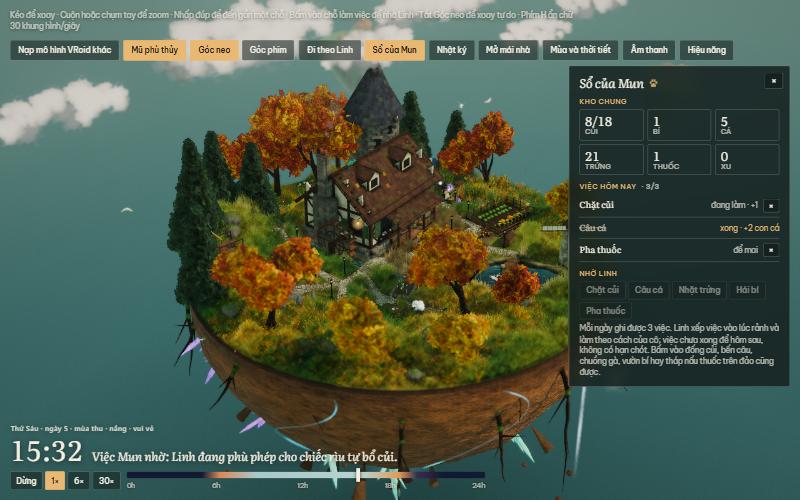 Kéo để xoay · Cuộn hoặc chụm tay để zoom · Nhấp đúp để đến gần một chỗ · Bấm vào chỗ làm việc để nhờ Linh · Tắt Góc neo để xoay tự do · Phím H ẩn chữ
30 khung hình/giây
Nạp mô hình VRoid khác
Mũ phù thủy
Góc neo
Góc phim
Đi theo Linh
Sổ của Mun
Nhật ký
Mở mái nhà
Mùa và thời tiết
Âm thanh
Hiệu năng
Sổ của Mun
×
KHO CHUNG
8/18
CỦI
1
BÍ
5
CÁ
21
TRỨNG
1
THUỐC
0
XU
VIỆC HÔM NAY · 3/3
Chặt củi đang làm · +1 ×
Câu cá xong · +2 con cá
Pha thuốc để mai ×
NHỜ LINH
Chặt củi
Câu cá
Nhặt trứng
Hái bí
Pha thuốc
Mỗi ngày ghi được 3 việc. Linh xếp việc vào lúc rảnh và
làm theo cách của cô; việc chưa xong để hôm sau,
không có hạn chót. Bấm vào đống củi, bến câu,
chuồng gà, vườn bí hay tháp nấu thuốc trên đảo cũng
được.
Thứ Sáu · ngày 5 · mùa thu · nắng · vui vẻ
15:32 Việc Mun nhờ: Linh đang phù phép cho chiếc rìu tự bổ củi.
Dừng
1×
6×
30×
0h
6h
12h
18h
24h